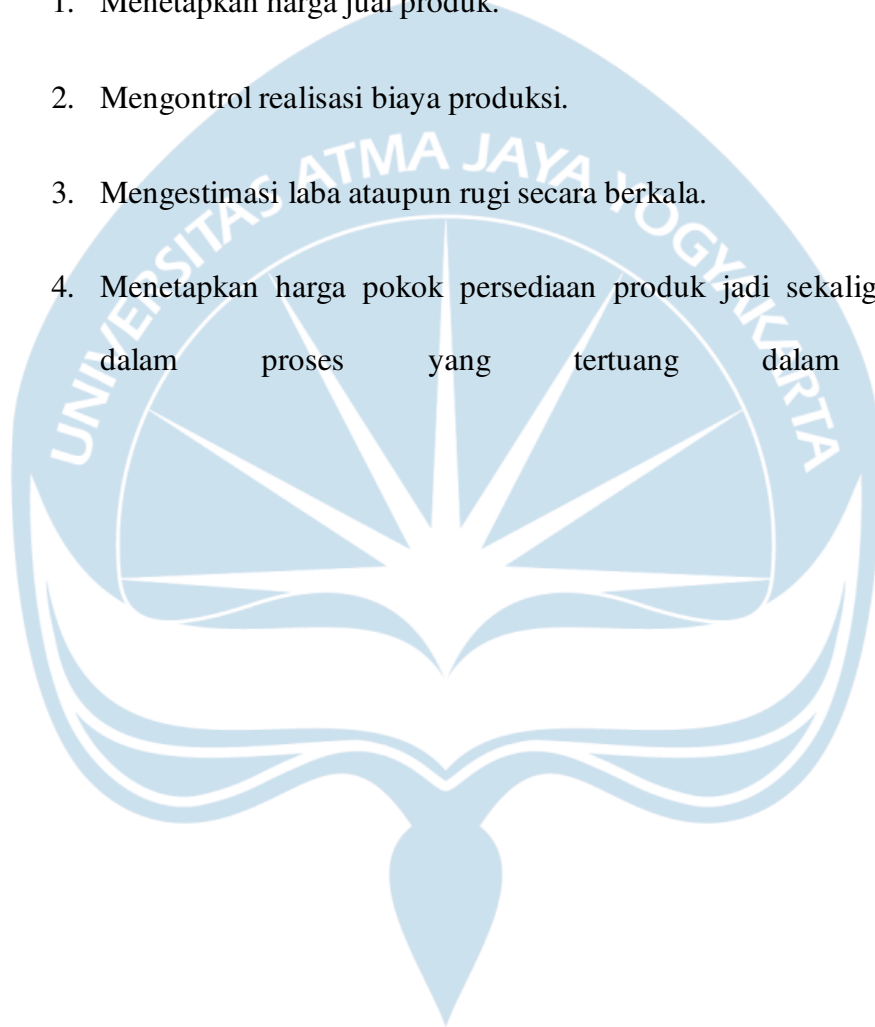 1. Menetapkan harga jual produk.
2. Mengontrol realisasi biaya produksi.
3. Mengestimasi laba ataupun rugi secara berkala.
4. Menetapkan harga pokok persediaan produk jadi sekalig
dalam proses yang tertuang dalam
UNIVERSITAS ATMA JAYA YOGYAKARTA